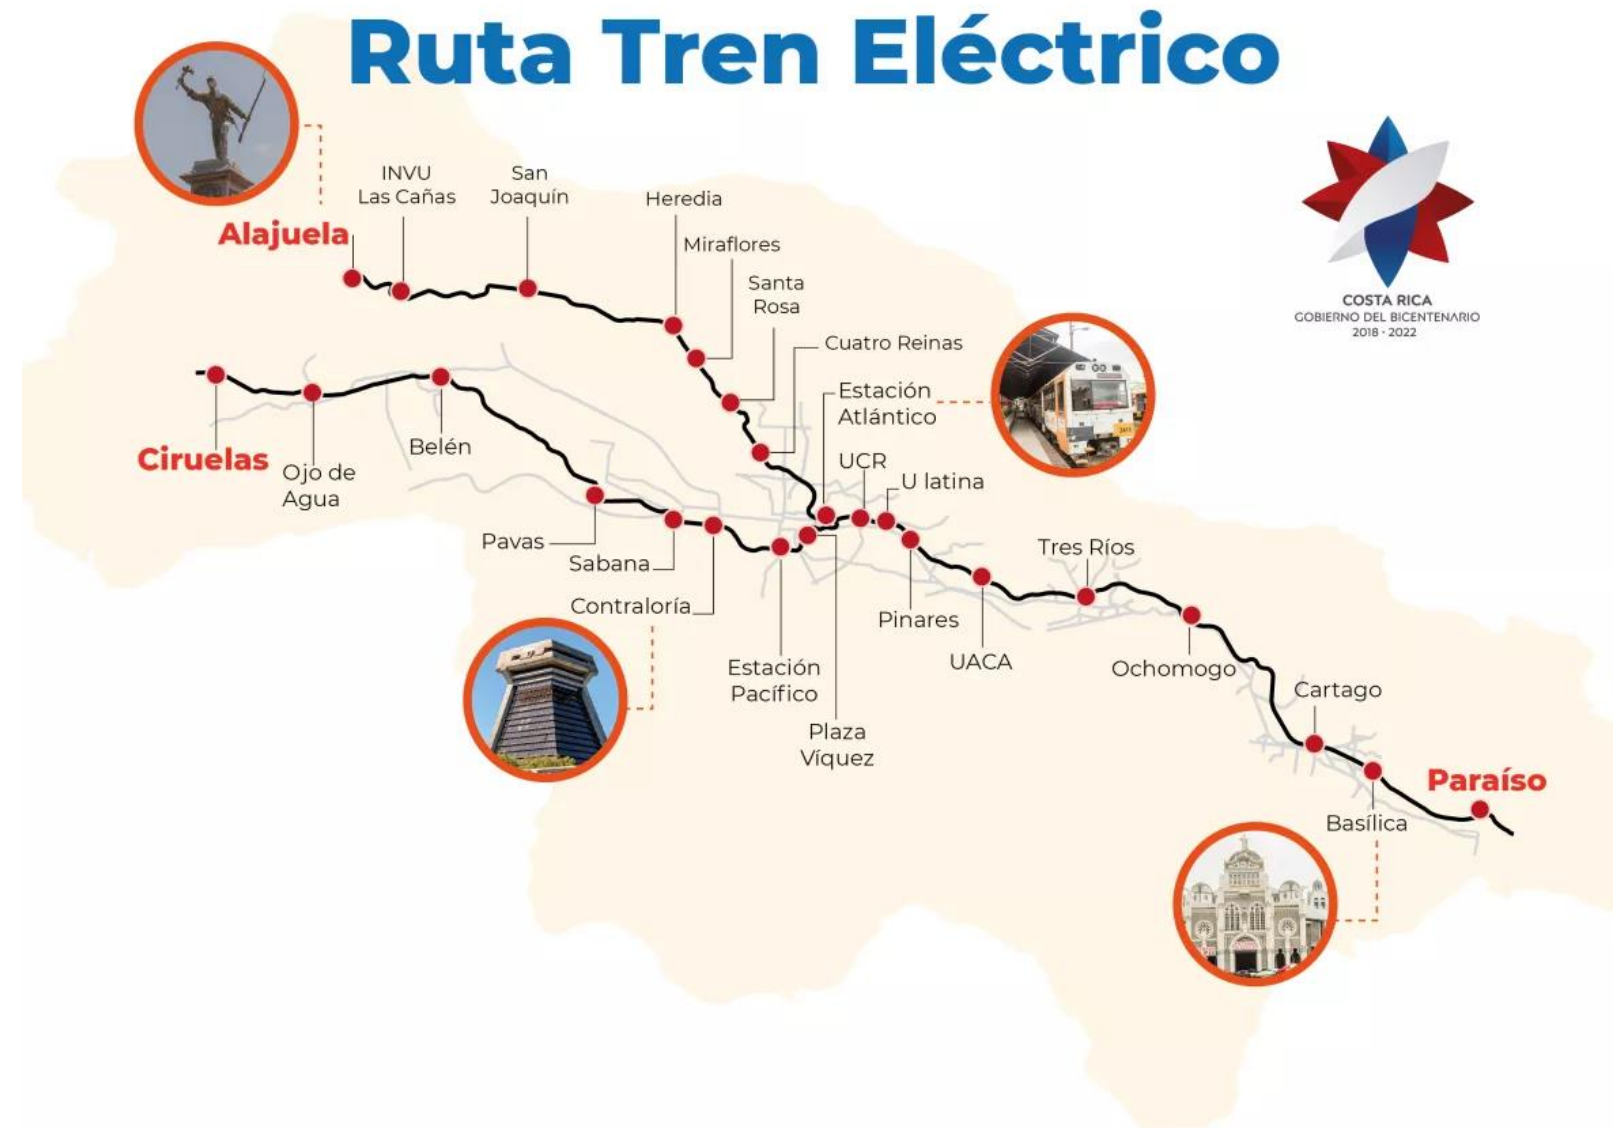 Ruta Tren Eléctrico
INVU
Las Cañas
San
Joaquín
Heredia
Alajuela
Miraflores
Santa
Rosa
COSTA RICA
GOBIERNO DEL BICENTENARIO
2018 - 2022
Cuatro Reinas
Estación
Atlántico
Ciruelas
Ojo de
Agua
Belén
UCR
U latina
Pavas
Sabana
Contraloría
Tres Ríos
Pinares
UACA
Estación
Pacífico
Plaza
Víquez
Ochomogo
Cartago
Paraíso
Basílica